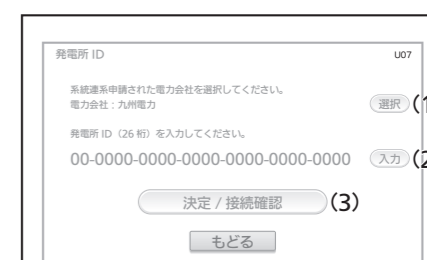 発電所 ID U07
系統連系申請された電力会社を選択してください。
電力会社：九州電力 選択 (1
発電所 ID（26 桁）を入力してください。
00-0000-0000-0000-0000-0000-0000 入力 (2
決定 / 接続確認 (3)
もどる